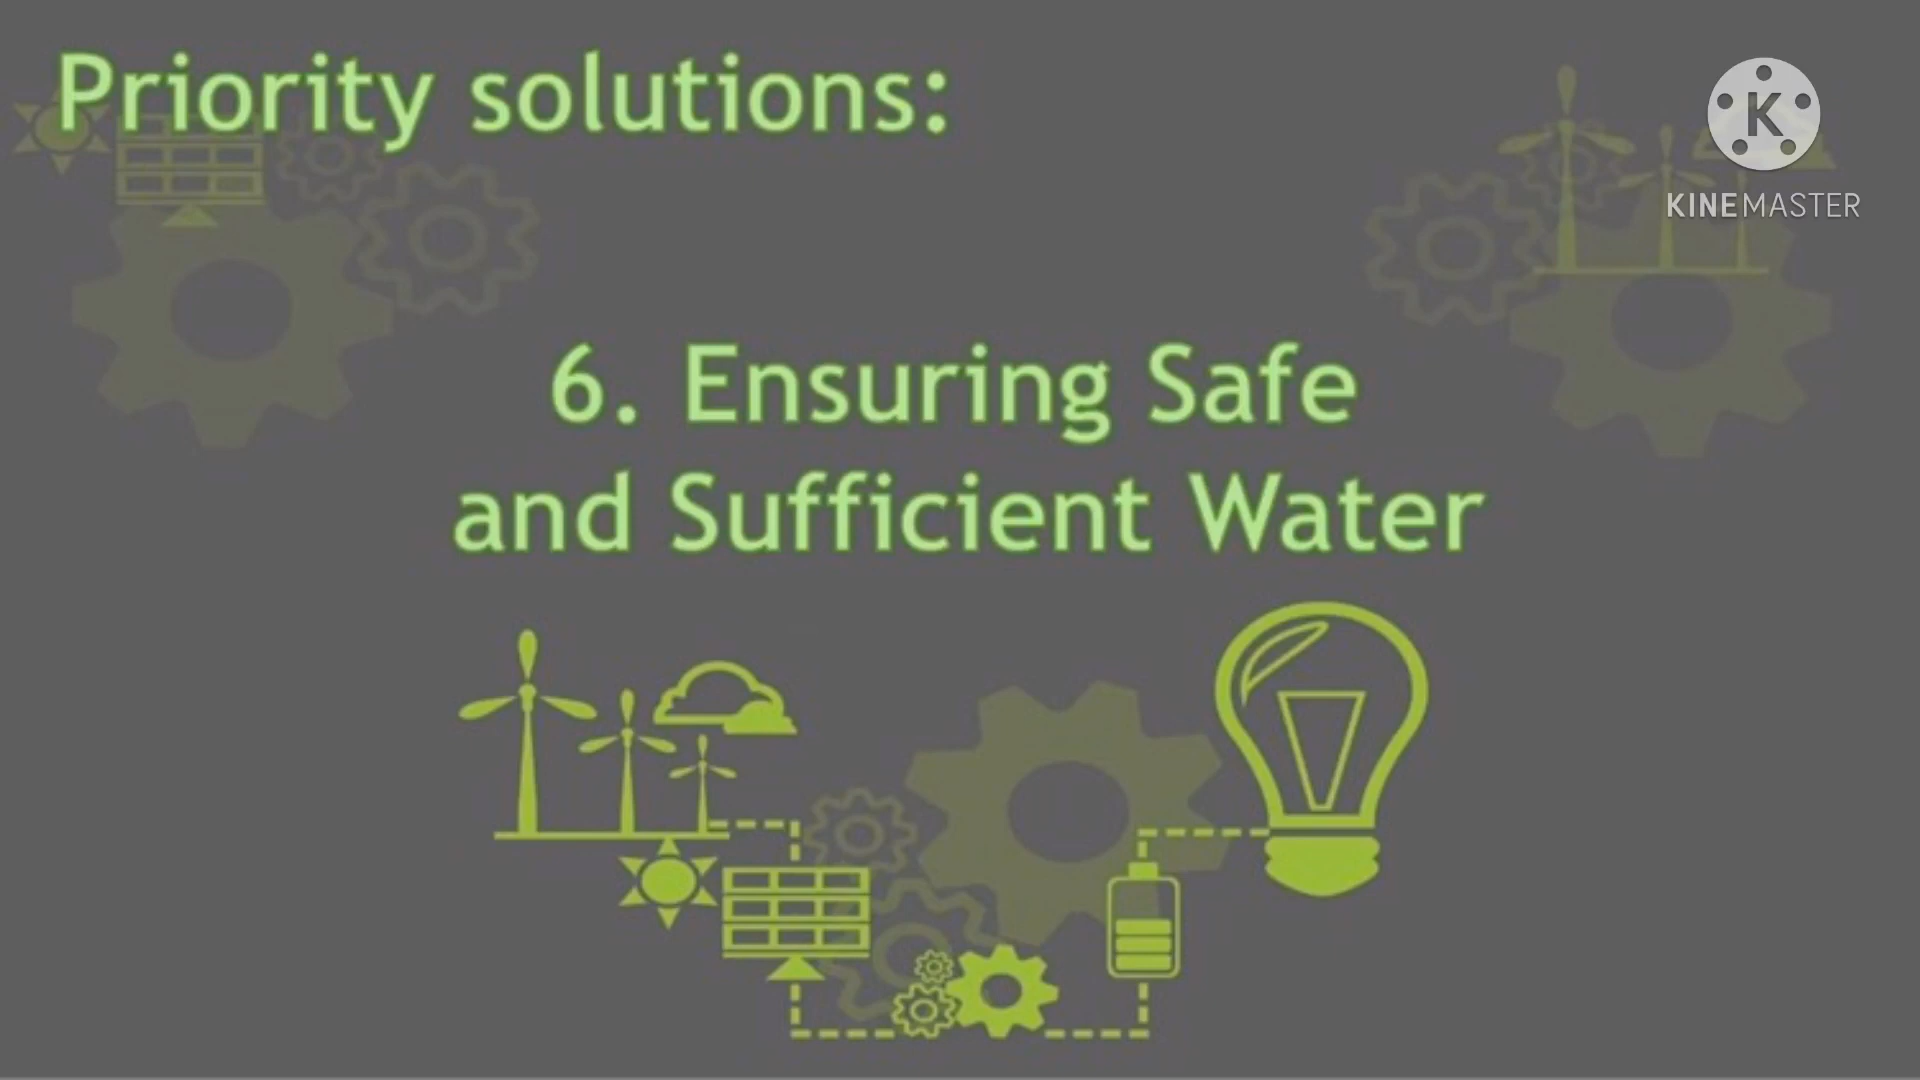 Priority solutions:
K
KINEMASTER
6. Ensuring Safe
and Sufficient Water